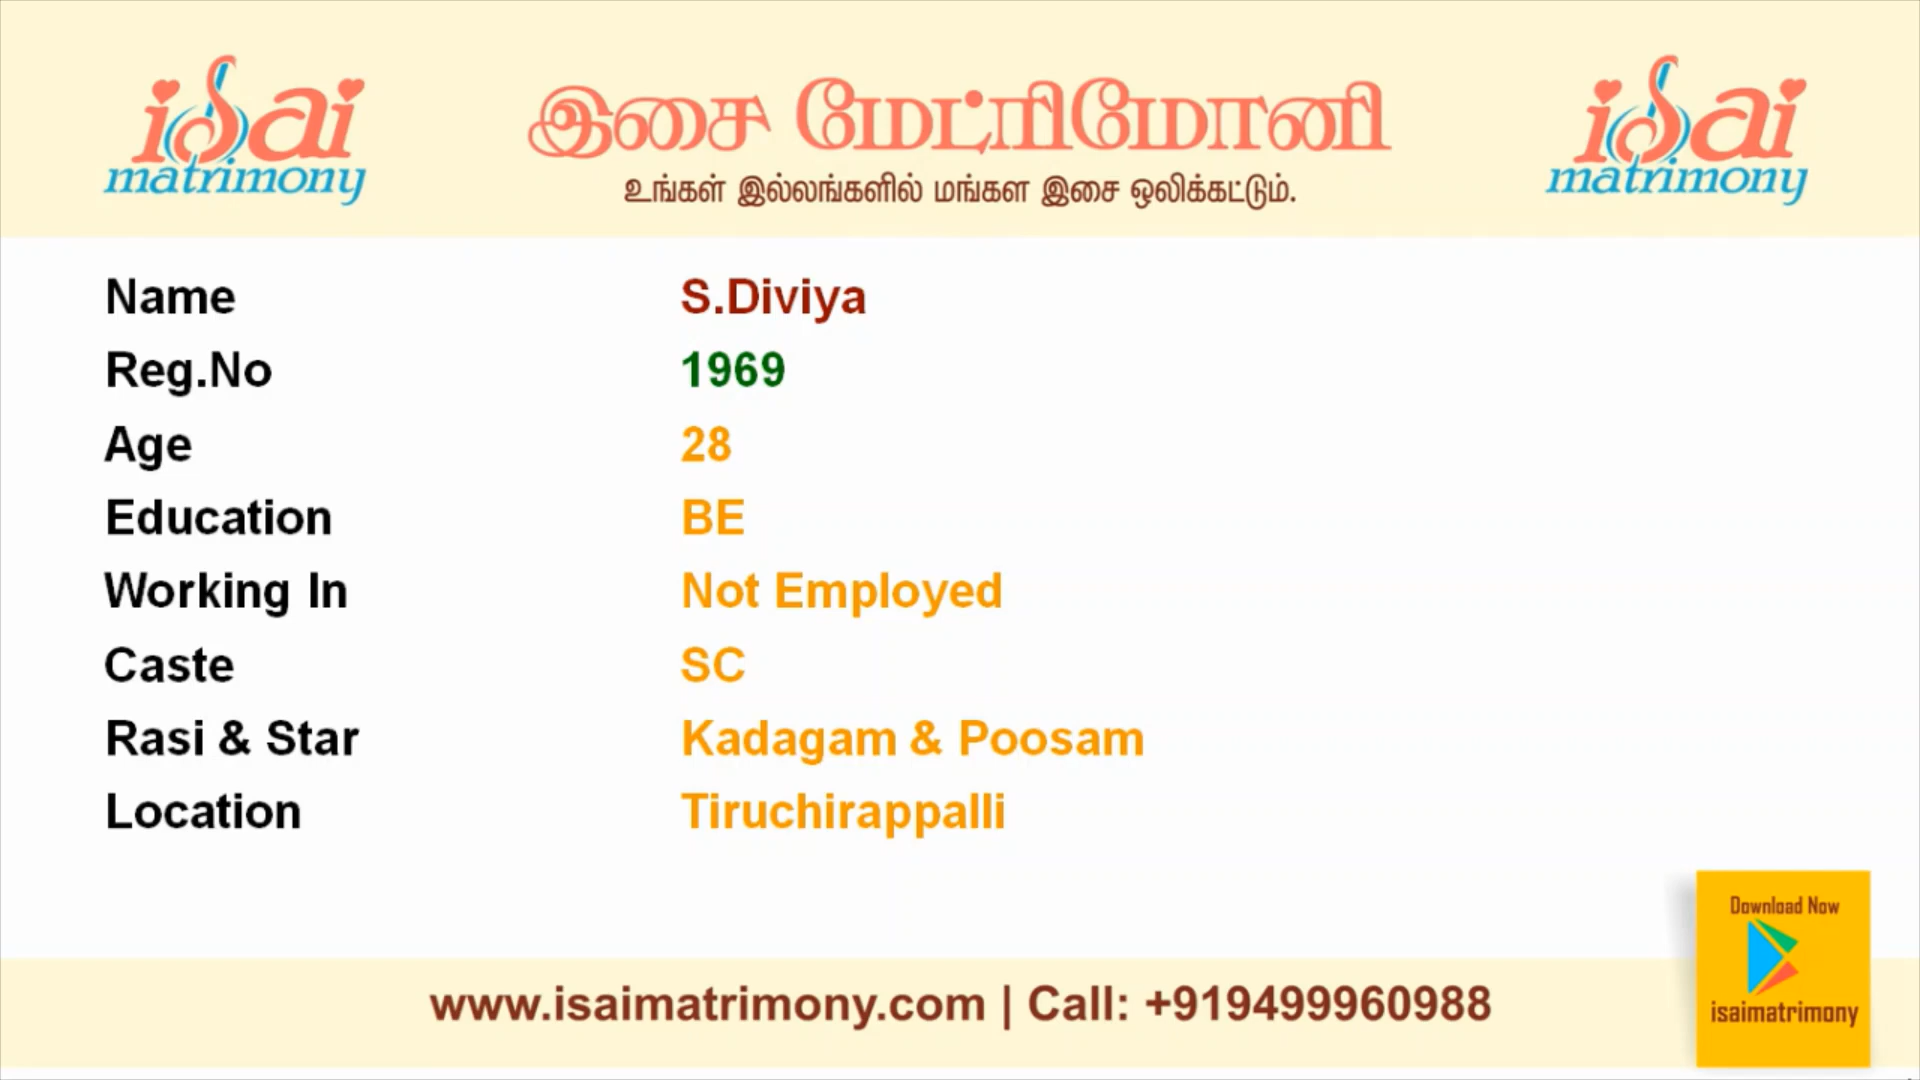 isai matrimony
இசை மேட்ரிமோனி
உங்கள் இல்லங்களில் மங்கள இசை ஒலிக்கட்டும்.
isai matrimony
Name S.Diviya
Reg.No 1969
Age 28
Education BE
Working In Not Employed
Caste SC
Rasi & Star Kadagam & Poosam
Location Tiruchirappalli
Download Now
isaimatrimony
www.isaimatrimony.com | Call: +919499960988